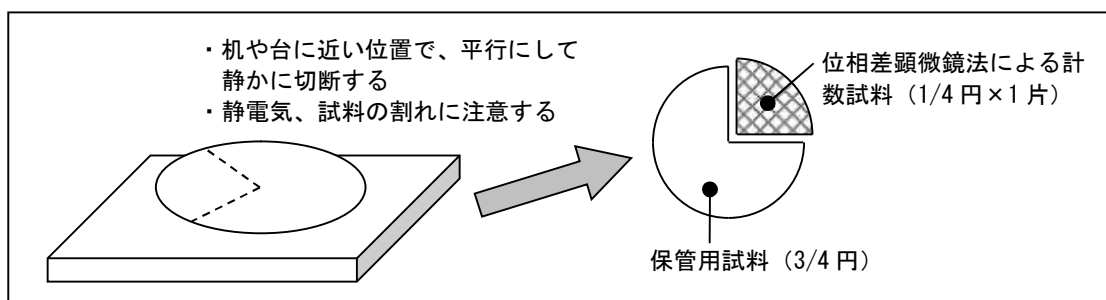 ・机や台に近い位置で、平行にして
静かに切断する
・静電気、試料の割れに注意する
位相差顕微鏡法による計
数試料（1/4 円×1 片）
保管用試料（3/4 円）